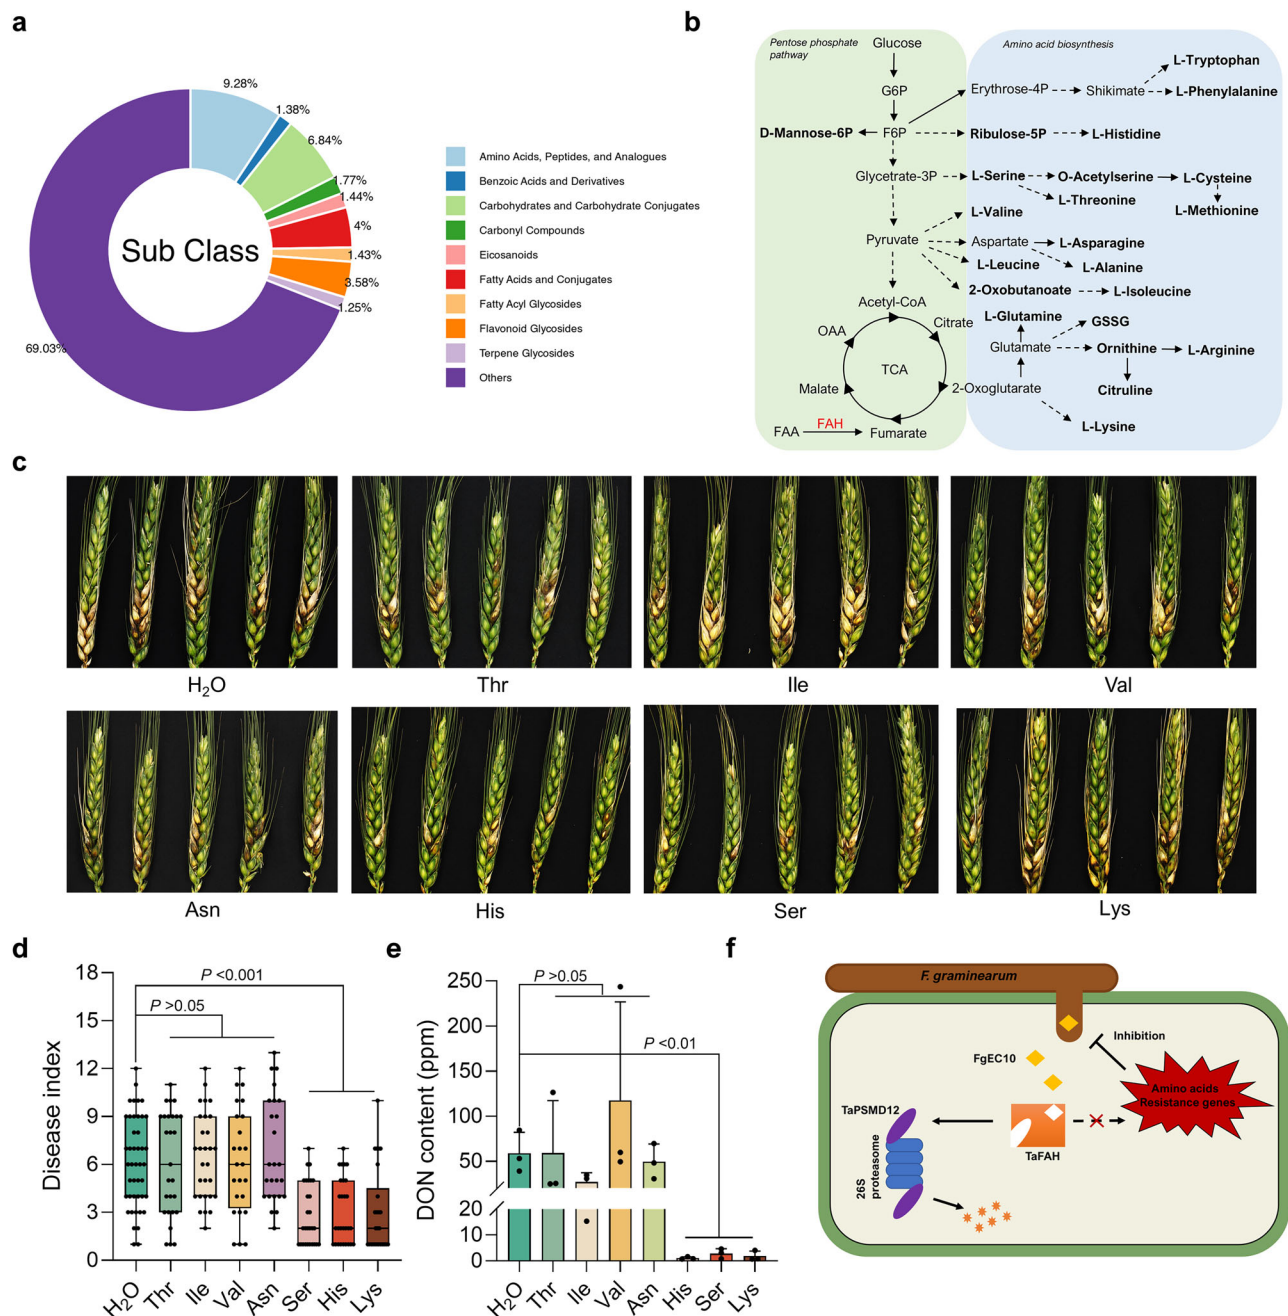 a
9.28%
1.38%
6.84%
1.77%
1.44%
4%
1.43%
3.58%
1.25%
69.03%
Sub Class
Amino Acids, Peptides, and Analogues
Benzoic Acids and Derivatives
Carbohydrates and Carbohydrate Conjugates
Carbonyl Compounds
Eicosanoids
Fatty Acids and Conjugates
Fatty Acyl Glycosides
Flavonoid Glycosides
Terpene Glycosides
Others
b
Pentose phosphate
pathway
Amino acid biosynthesis
Glucose
G6P
D-Mannose-6P
F6P
Glycetrate-3P
Pyruvate
Acetyl-CoA
OAA
Citrate
TCA
Malate
2-Oxoglutarate
FAA
FAH
Fumarate
Erythrose-4P
Shikimate
L-Tryptophan
L-Phenylalanine
Ribulose-5P
L-Histidine
L-Serine
O-Acetylserine
L-Cysteine
L-Threonine
L-Methionine
L-Valine
Aspartate
L-Asparagine
L-Leucine
L-Alanine
2-Oxobutanoate
L-Isoleucine
L-Glutamine
GSSG
Glutamate
Ornithine
L-Arginine
Citruline
L-Lysine
c
H₂O
Thr
Ile
Val
Asn
His
Ser
Lys
d
Disease index
18
15
12
9
6
3
0
P <0.001
P >0.05
H₂O
Thr
Ile
Val
Asn
Ser
His
Lys
e
DON content (ppm)
250
200
150
100
50
20
10
0
P >0.05
P <0.01
H₂O
Thr
Ile
Val
Asn
His
Ser
Lys
f
F. graminearum
Inhibition
FgEC10
Amino acids
Resistance genes
TaPSMD12
TaFAH
26S
proteasome